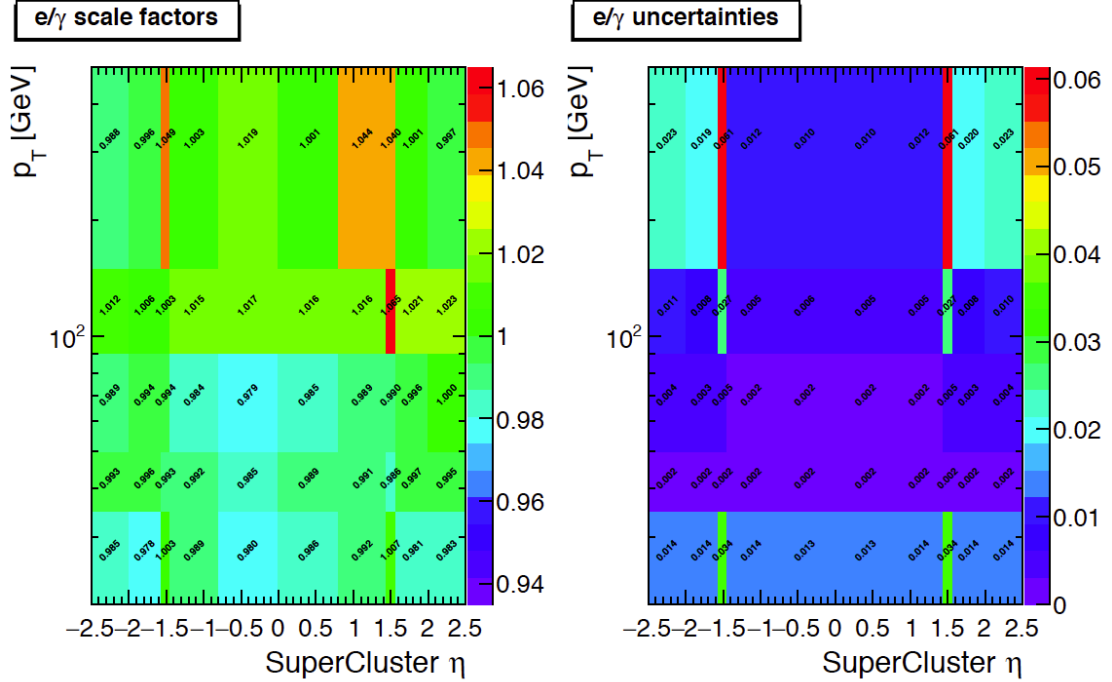 e/γ scale factors
p_T [GeV]
0.988 0.996 1.049 1.003 1.019 1.001 1.044 1.040 1.001 0.997
1.012 1.006 1.003 1.015 1.017 1.016 1.016 1.065 1.021 1.023
10²
0.989 0.994 0.994 0.984 0.979 0.985 0.989 0.990 0.996 1.000
0.993 0.996 0.993 0.992 0.985 0.989 0.991 0.986 0.997 0.995
0.985 0.978 1.003 0.989 0.980 0.986 0.992 1.007 0.981 0.983
−2.5 −2 −1.5 −1 −0.5 0 0.5 1 1.5 2 2.5
SuperCluster η
1.06
1.04
1.02
1
0.98
0.96
0.94
e/γ uncertainties
p_T [GeV]
0.023 0.019 0.061 0.012 0.010 0.010 0.012 0.061 0.020 0.023
0.011 0.008 0.027 0.005 0.006 0.005 0.005 0.027 0.008 0.010
10²
0.004 0.003 0.005 0.002 0.002 0.002 0.002 0.005 0.003 0.004
0.002 0.002 0.002 0.002 0.002 0.002 0.002 0.002 0.002 0.002
0.014 0.014 0.034 0.014 0.013 0.013 0.014 0.034 0.014 0.014
−2.5 −2 −1.5 −1 −0.5 0 0.5 1 1.5 2 2.5
SuperCluster η
0.06
0.05
0.04
0.03
0.02
0.01
0